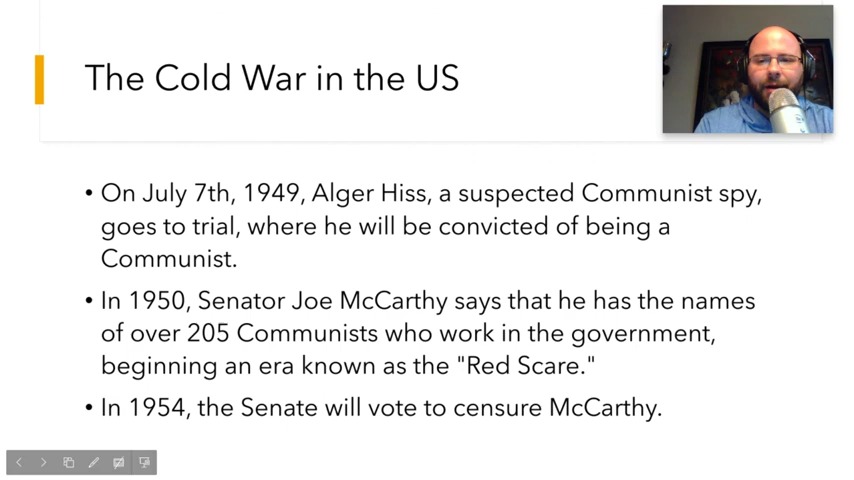 The Cold War in the US
• On July 7th, 1949, Alger Hiss, a suspected Communist spy,
goes to trial, where he will be convicted of being a
Communist.
• In 1950, Senator Joe McCarthy says that he has the names
of over 205 Communists who work in the government,
beginning an era known as the "Red Scare."
• In 1954, the Senate will vote to censure McCarthy.